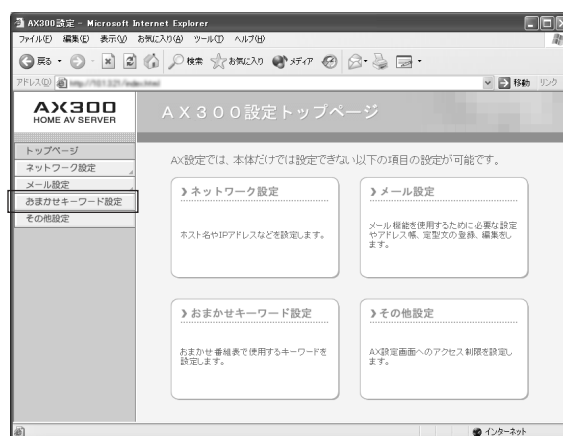 AX300設定 - Microsoft Internet Explorer
ファイル(F) 編集(E) 表示(V) お気に入り(A) ツール(T) ヘルプ(H)
戻る 検索 お気に入り メディア
アドレス(D) 移動 リンク
AX300
HOME AV SERVER
AX300設定トップページ
トップページ
ネットワーク設定
メール設定
おまかせキーワード設定
その他設定
AX設定では、本体だけでは設定できない以下の項目の設定が可能です。
ネットワーク設定
ホスト名やIPアドレスなどを設定します。
メール設定
メール機能を使用するために必要な設定
やアドレス帳、定型文の登録、編集をし
ます。
おまかせキーワード設定
おまかせ番組表で使用するキーワードを
設定します。
その他設定
AX設定画面へのアクセス制限を設定し
ます。
インターネット